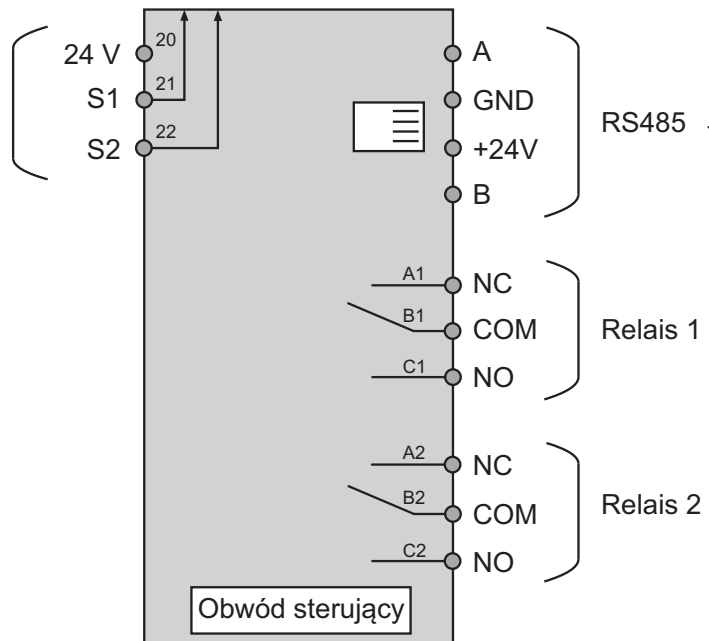 24 V
20
S1
21
S2
22
A
GND
+24V
B
RS485
A1
NC
B1
COM
C1
NO
Relais 1
A2
NC
B2
COM
C2
NO
Relais 2
Obwód sterujący